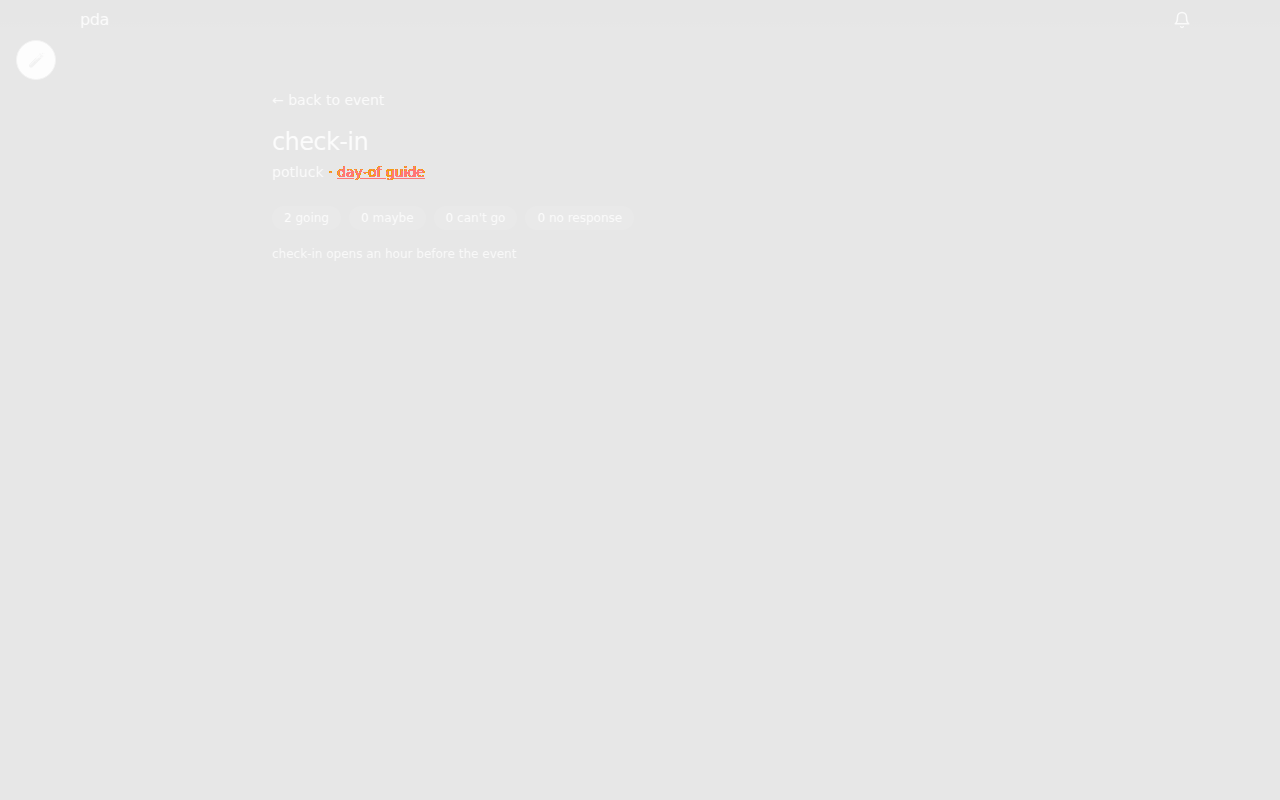 pda
← back to event
check-in
potluck - day-of guide
2 going 0 maybe 0 can't go 0 no response
check-in opens an hour before the event